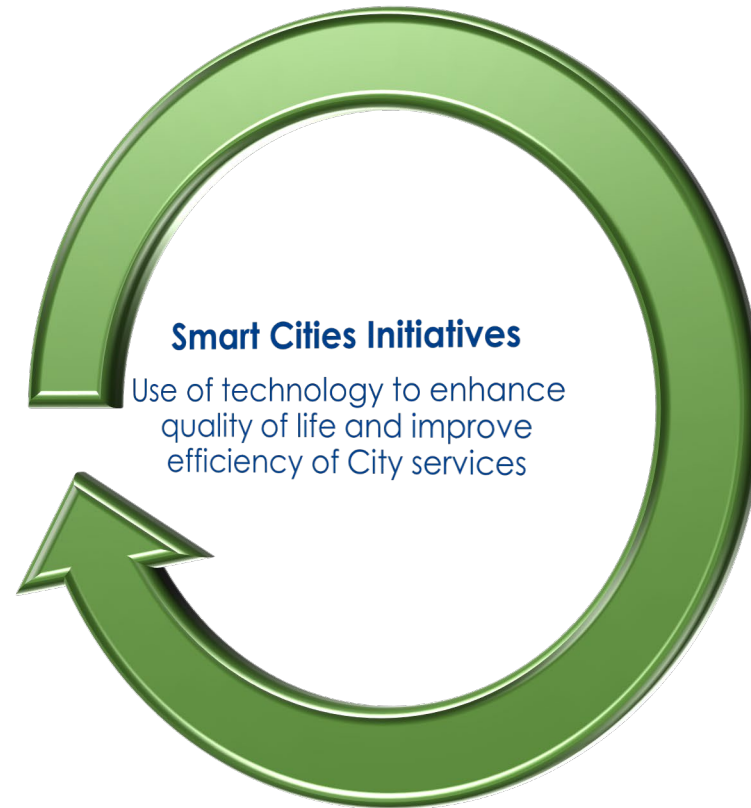 Smart Cities Initiatives
Use of technology to enhance
quality of life and improve
efficiency of City services